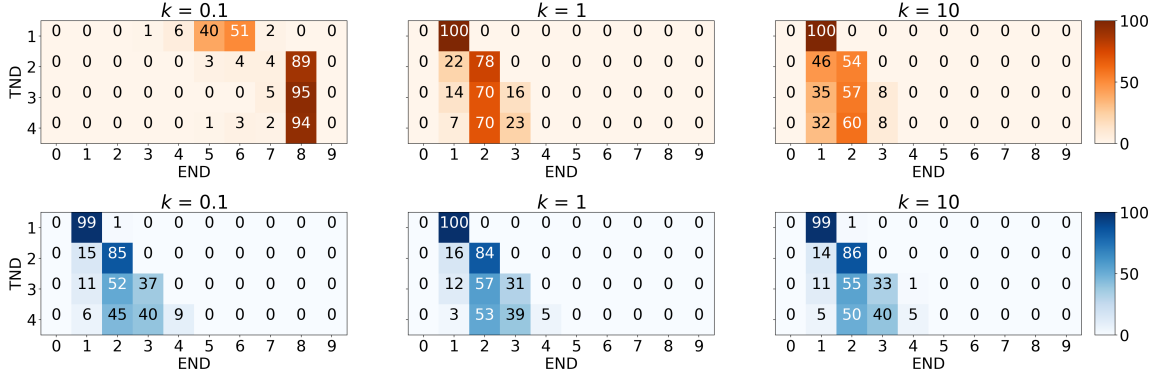 k = 0.1 k = 1 k = 10
1 0 0 0 1 6 40 51 2 0 0 0 100 0 0 0 0 0 0 0 0 0 100 0 0 0 0 0 0 0 0 100
2 0 0 0 0 0 3 4 4 89 0 0 22 78 0 0 0 0 0 0 0 0 46 54 0 0 0 0 0 0 0
TND
50
3 0 0 0 0 0 0 0 5 95 0 0 14 70 16 0 0 0 0 0 0 0 35 57 8 0 0 0 0 0 0
4 0 0 0 0 0 1 3 2 94 0 0 7 70 23 0 0 0 0 0 0 0 32 60 8 0 0 0 0 0 0 0
0 1 2 3 4 5 6 7 8 9 0 1 2 3 4 5 6 7 8 9 0 1 2 3 4 5 6 7 8 9
END END END
k = 0.1 k = 1 k = 10
1 0 99 1 0 0 0 0 0 0 0 0 100 0 0 0 0 0 0 0 0 0 99 1 0 0 0 0 0 0 0 100
2 0 15 85 0 0 0 0 0 0 0 0 16 84 0 0 0 0 0 0 0 0 14 86 0 0 0 0 0 0 0
TND
50
3 0 11 52 37 0 0 0 0 0 0 0 12 57 31 0 0 0 0 0 0 0 11 55 33 1 0 0 0 0 0
4 0 6 45 40 9 0 0 0 0 0 0 3 53 39 5 0 0 0 0 0 0 5 50 40 5 0 0 0 0 0 0
0 1 2 3 4 5 6 7 8 9 0 1 2 3 4 5 6 7 8 9 0 1 2 3 4 5 6 7 8 9
END END END